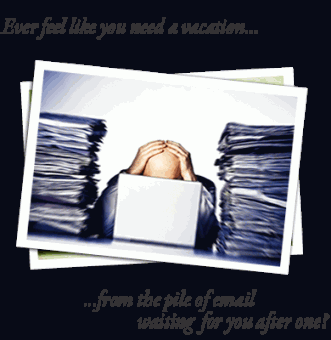 Ever feel like you need a vacation...
...from the pile of email
waiting for you after one?